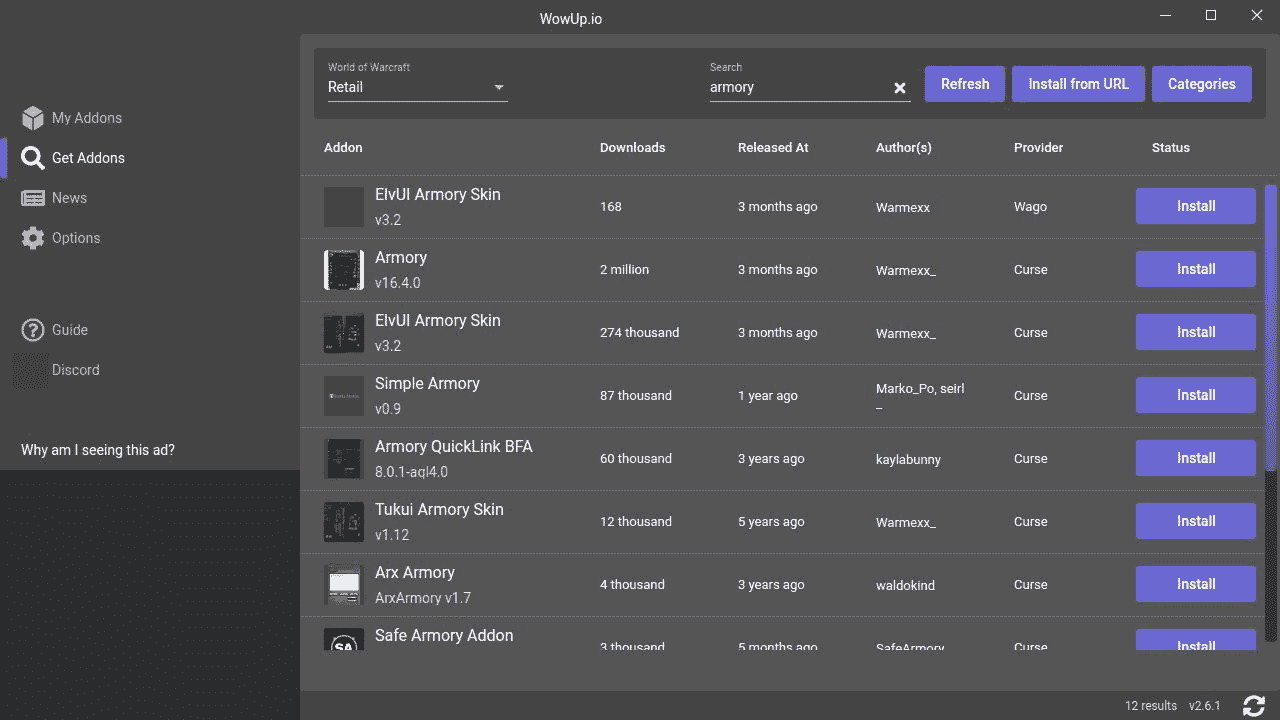 WowUp.io
My Addons
Get Addons
News
Options
Guide
Discord
Why am I seeing this ad?
World of Warcraft
Retail
Search
armory
Refresh
Install from URL
Categories
Addon Downloads Released At Author(s) Provider Status
ElvUI Armory Skin
v3.2
168 3 months ago Warmexx Wago Install
Armory
v16.4.0
2 million 3 months ago Warmexx_ Curse Install
ElvUI Armory Skin
v3.2
274 thousand 3 months ago Warmexx_ Curse Install
Simple Armory
v0.9
87 thousand 1 year ago Marko_Po, seirl
_
Curse Install
Armory QuickLink BFA
8.0.1-aql4.0
60 thousand 3 years ago kaylabunny Curse Install
Tukui Armory Skin
v1.12
12 thousand 5 years ago Warmexx_ Curse Install
Arx Armory
ArxArmory v1.7
4 thousand 3 years ago waldokind Curse Install
Safe Armory Addon
SA
3 thousand 5 months ago SafeArmory Curse Install
12 results v2.6.1